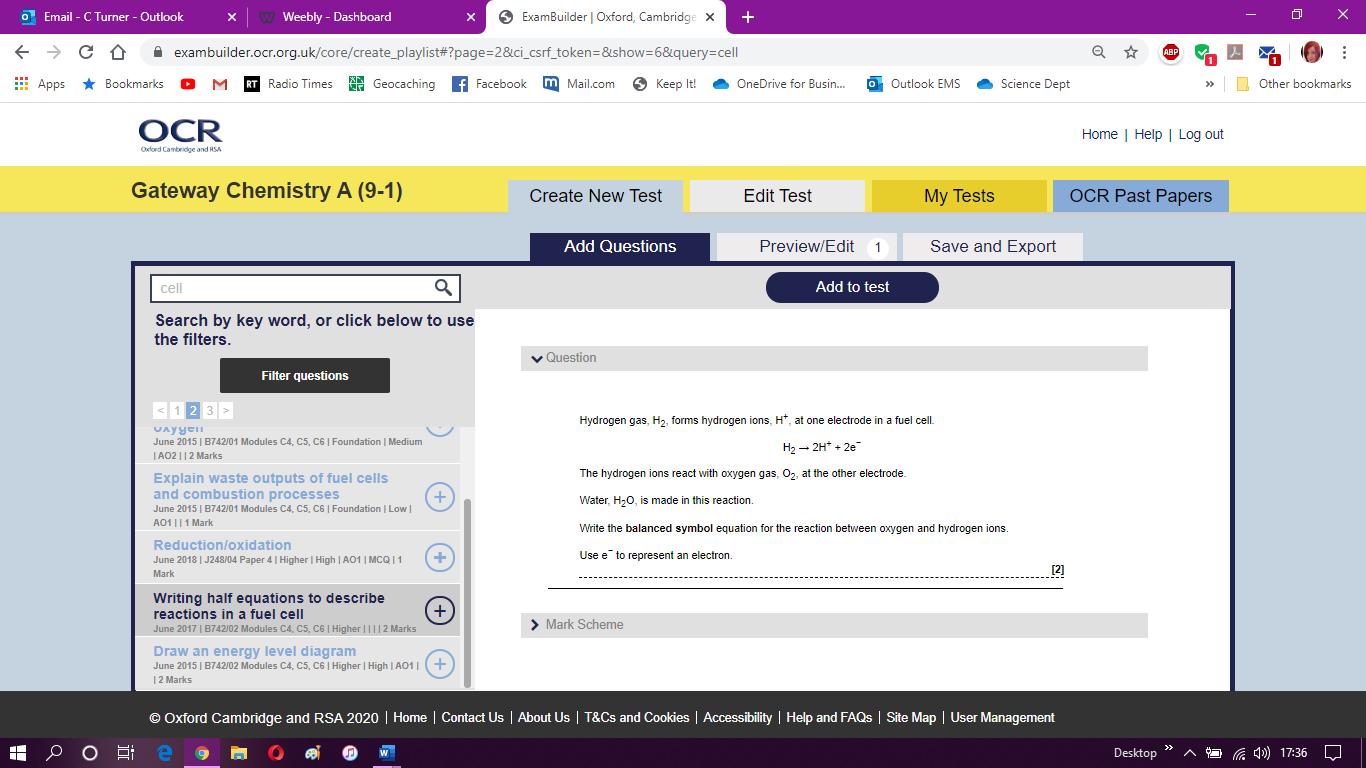 Email - C Turner - Outlook
Weebly - Dashboard
ExamBuilder | Oxford, Cambridge
exambuilder.ocr.org.uk/core/create_playlist#?page=2&ci_csrf_token=&show=6&query=cell
ABP 1 1
Apps Bookmarks RT Radio Times Geocaching Facebook Mail.com Keep It! OneDrive for Busin... Outlook EMS Science Dept » Other bookmarks
OCR
Oxford Cambridge and RSA
Home | Help | Log out
Gateway Chemistry A (9-1)
Create New Test Edit Test My Tests OCR Past Papers
Add Questions Preview/Edit 1 Save and Export
cell
Add to test
Search by key word, or click below to use
the filters.
Filter questions
< 1 2 3 >
oxygen
June 2015 | B742/01 Modules C4, C5, C6 | Foundation | Medium
| AO2 | | 2 Marks
Explain waste outputs of fuel cells
and combustion processes
June 2015 | B742/01 Modules C4, C5, C6 | Foundation | Low |
AO1 | | 1 Mark
Reduction/oxidation
June 2018 | J248/04 Paper 4 | Higher | High | AO1 | MCQ | 1
Mark
Writing half equations to describe
reactions in a fuel cell
June 2017 | B742/02 Modules C4, C5, C6 | Higher | | | | 2 Marks
Draw an energy level diagram
June 2015 | B742/02 Modules C4, C5, C6 | Higher | High | AO1 |
| 2 Marks
Question
Hydrogen gas, H₂, forms hydrogen ions, H⁺, at one electrode in a fuel cell.
H₂ → 2H⁺ + 2e⁻
The hydrogen ions react with oxygen gas, O₂, at the other electrode.
Water, H₂O, is made in this reaction.
Write the balanced symbol equation for the reaction between oxygen and hydrogen ions.
Use e⁻ to represent an electron.
[2]
Mark Scheme
© Oxford Cambridge and RSA 2020 | Home | Contact Us | About Us | T&Cs and Cookies | Accessibility | Help and FAQs | Site Map | User Management
Desktop » 17:36